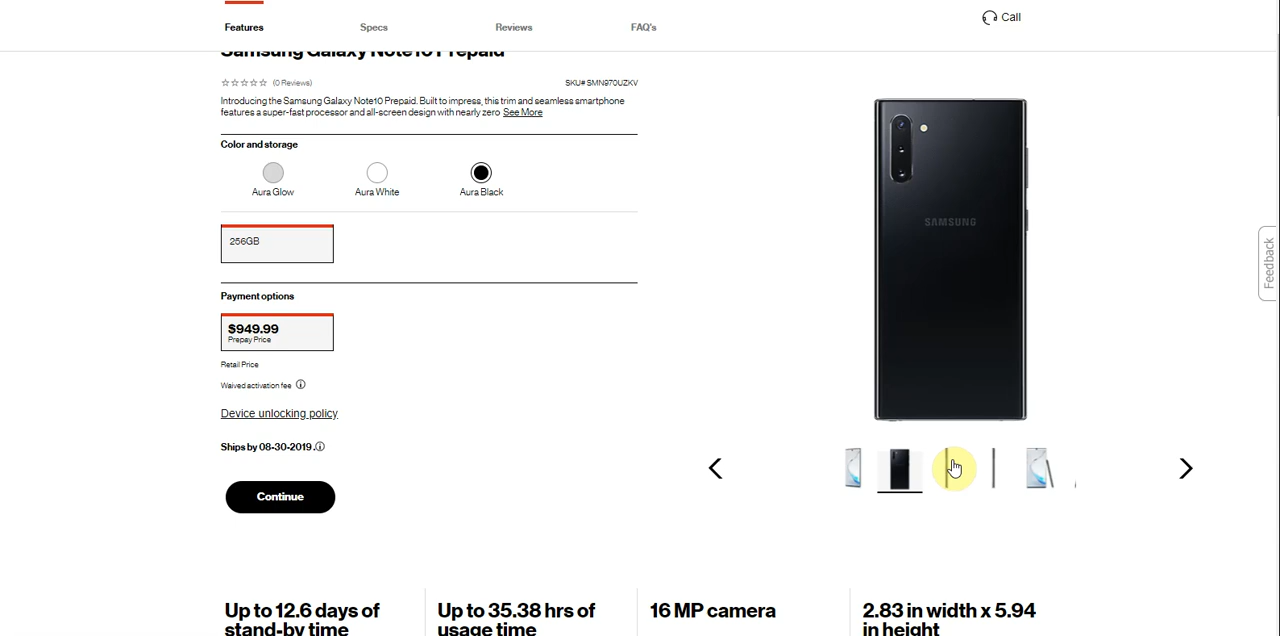 Features
Specs
Reviews
FAQ's
Call
Samsung Galaxy Note10 Prepaid
(0 Reviews)
SKU# SMN970UZKV
Introducing the Samsung Galaxy Note10 Prepaid. Built to impress, this trim and seamless smartphone
features a super-fast processor and all-screen design with nearly zero See More
Color and storage
Aura Glow
Aura White
Aura Black
256GB
Payment options
$949.99
Prepay Price
Retail Price
Waived activation fee
Device unlocking policy
Ships by 08-30-2019.
Continue
SAMSUNG
Feedback
Up to 12.6 days of
stand-by time
Up to 35.38 hrs of
usage time
16 MP camera
2.83 in width x 5.94
in height